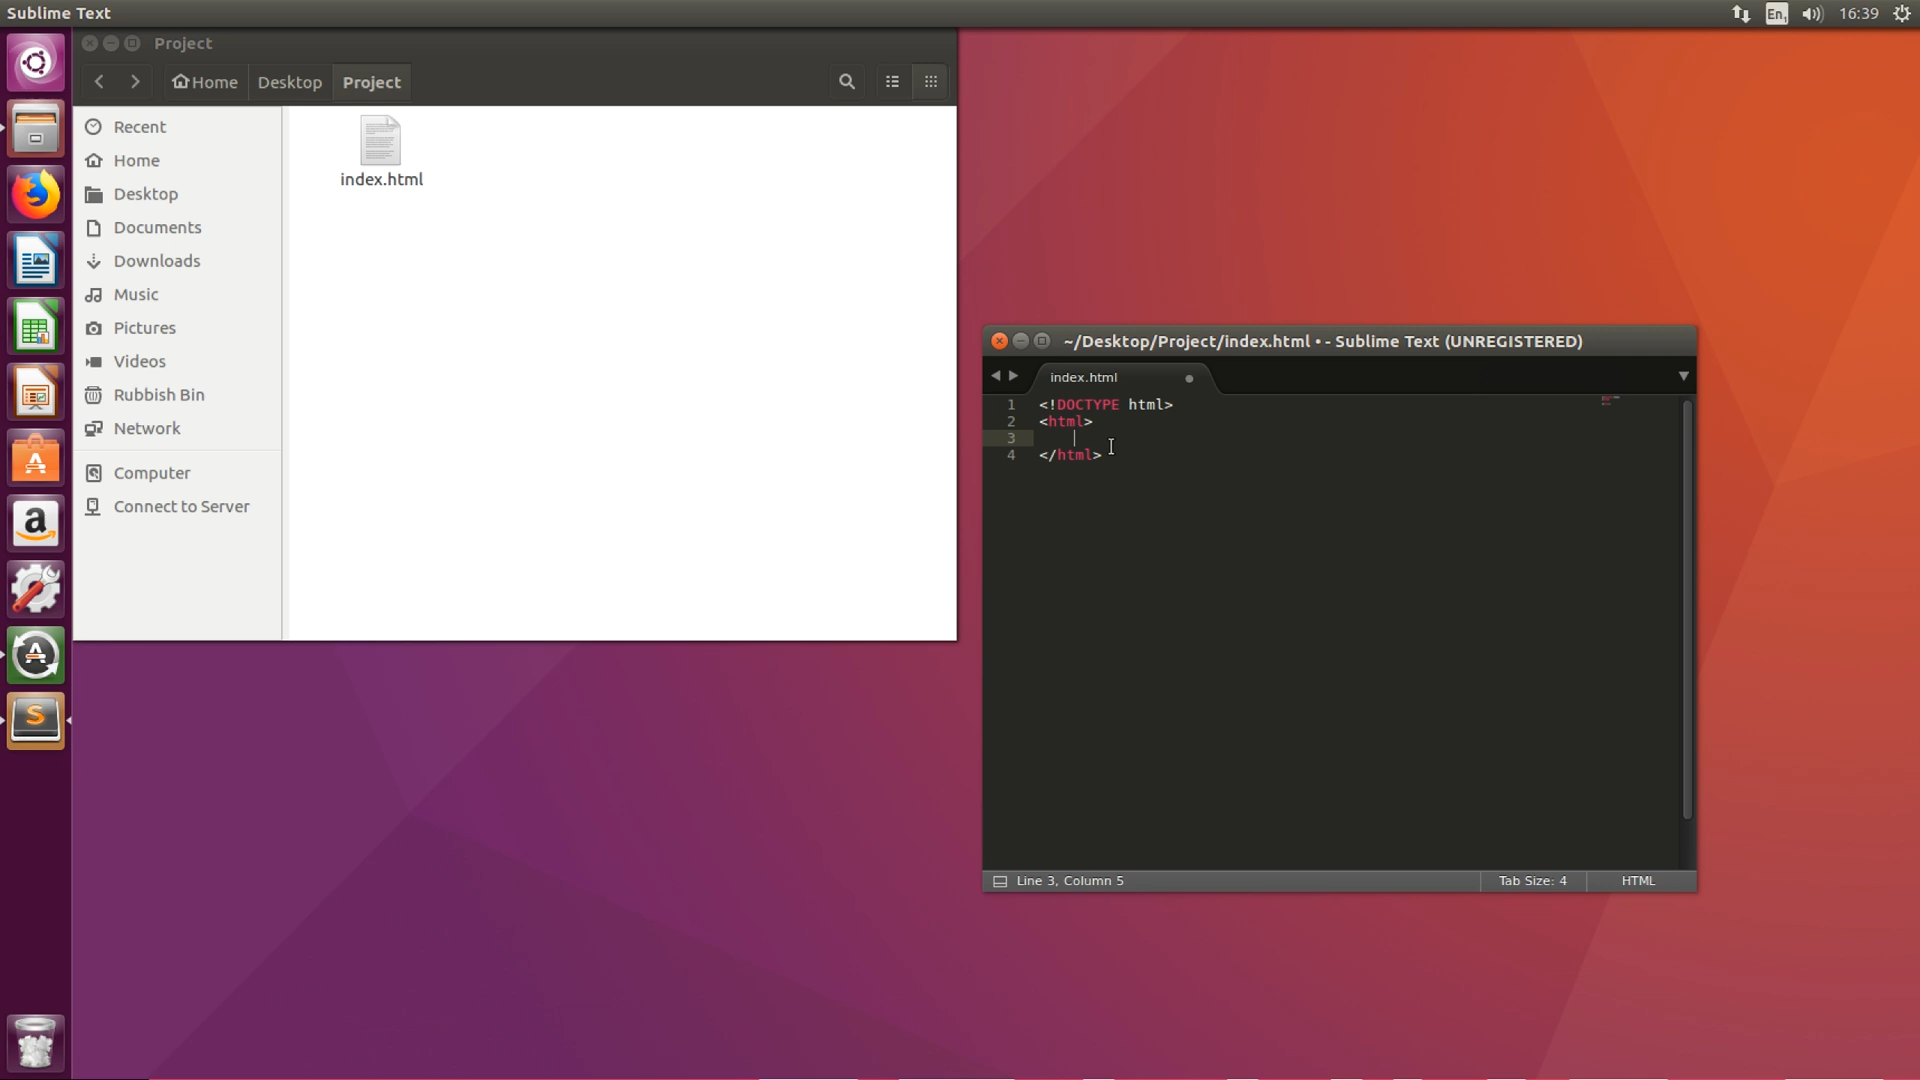 Sublime Text
En₁
16:39
Project
Home
Desktop
Project
Recent
Home
Desktop
Documents
Downloads
Music
Pictures
Videos
Rubbish Bin
Network
Computer
Connect to Server
index.html
~/Desktop/Project/index.html • - Sublime Text (UNREGISTERED)
index.html
1 <!DOCTYPE html>
2 <html>
3
4 </html>
Line 3, Column 5
Tab Size: 4
HTML